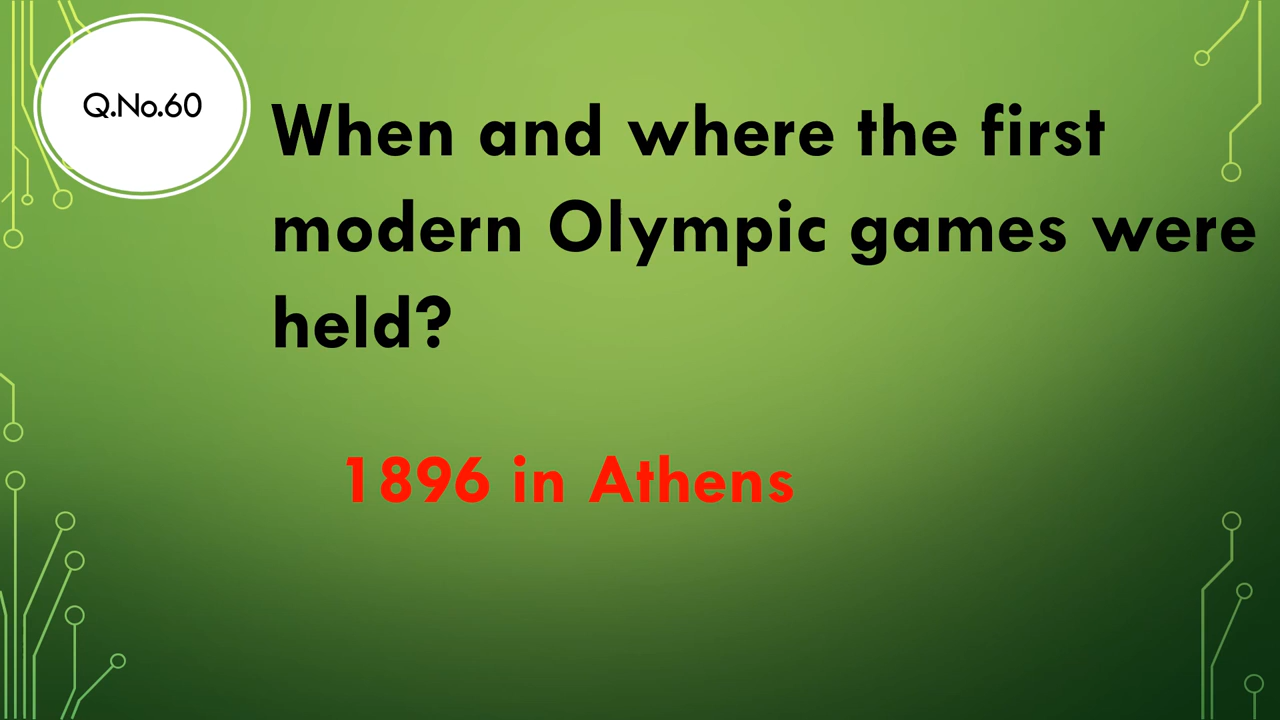 Q.No.60
When and where the first
modern Olympic games were
held?
1896 in Athens